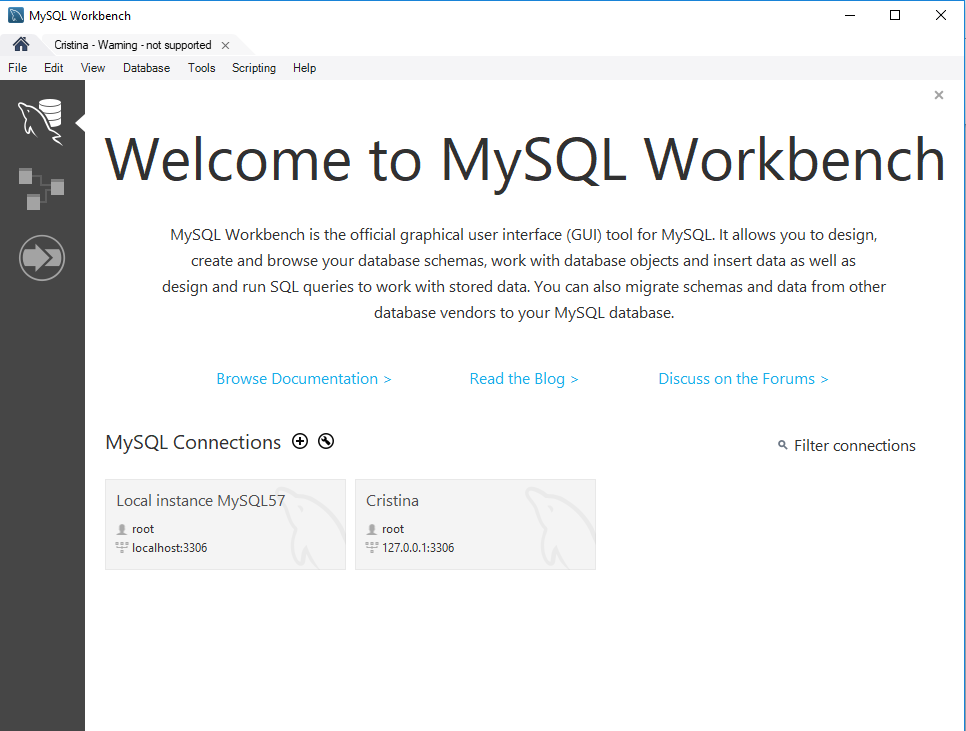 MySQL Workbench
Cristina - Warning - not supported
File Edit View Database Tools Scripting Help
Welcome to MySQL Workbench
MySQL Workbench is the official graphical user interface (GUI) tool for MySQL. It allows you to design,
create and browse your database schemas, work with database objects and insert data as well as
design and run SQL queries to work with stored data. You can also migrate schemas and data from other
database vendors to your MySQL database.
Browse Documentation > Read the Blog > Discuss on the Forums >
MySQL Connections
Filter connections
Local instance MySQL57
root
localhost:3306
Cristina
root
127.0.0.1:3306